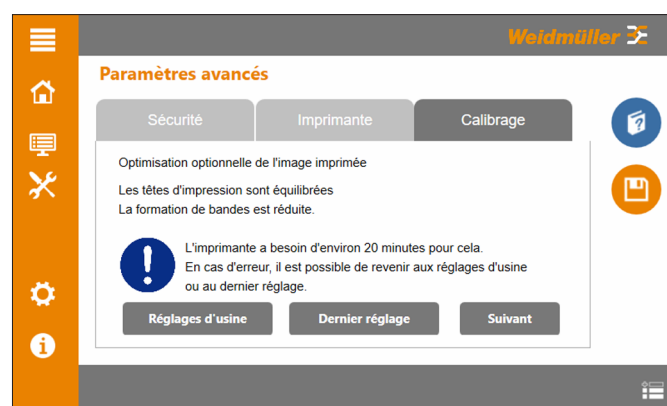 Weidmüller
Paramètres avancés
Sécurité
Imprimante
Calibrage
Optimisation optionnelle de l'image imprimée
Les têtes d'impression sont équilibrées
La formation de bandes est réduite.
L'imprimante a besoin d'environ 20 minutes pour cela.
En cas d'erreur, il est possible de revenir aux réglages d'usine
ou au dernier réglage.
Réglages d'usine
Dernier réglage
Suivant